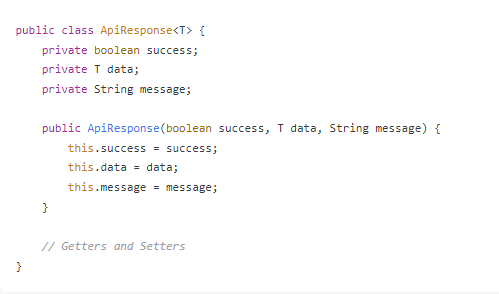 public class ApiResponse<T> {
    private boolean success;
    private T data;
    private String message;

    public ApiResponse(boolean success, T data, String message) {
        this.success = success;
        this.data = data;
        this.message = message;
    }

    // Getters and Setters
}